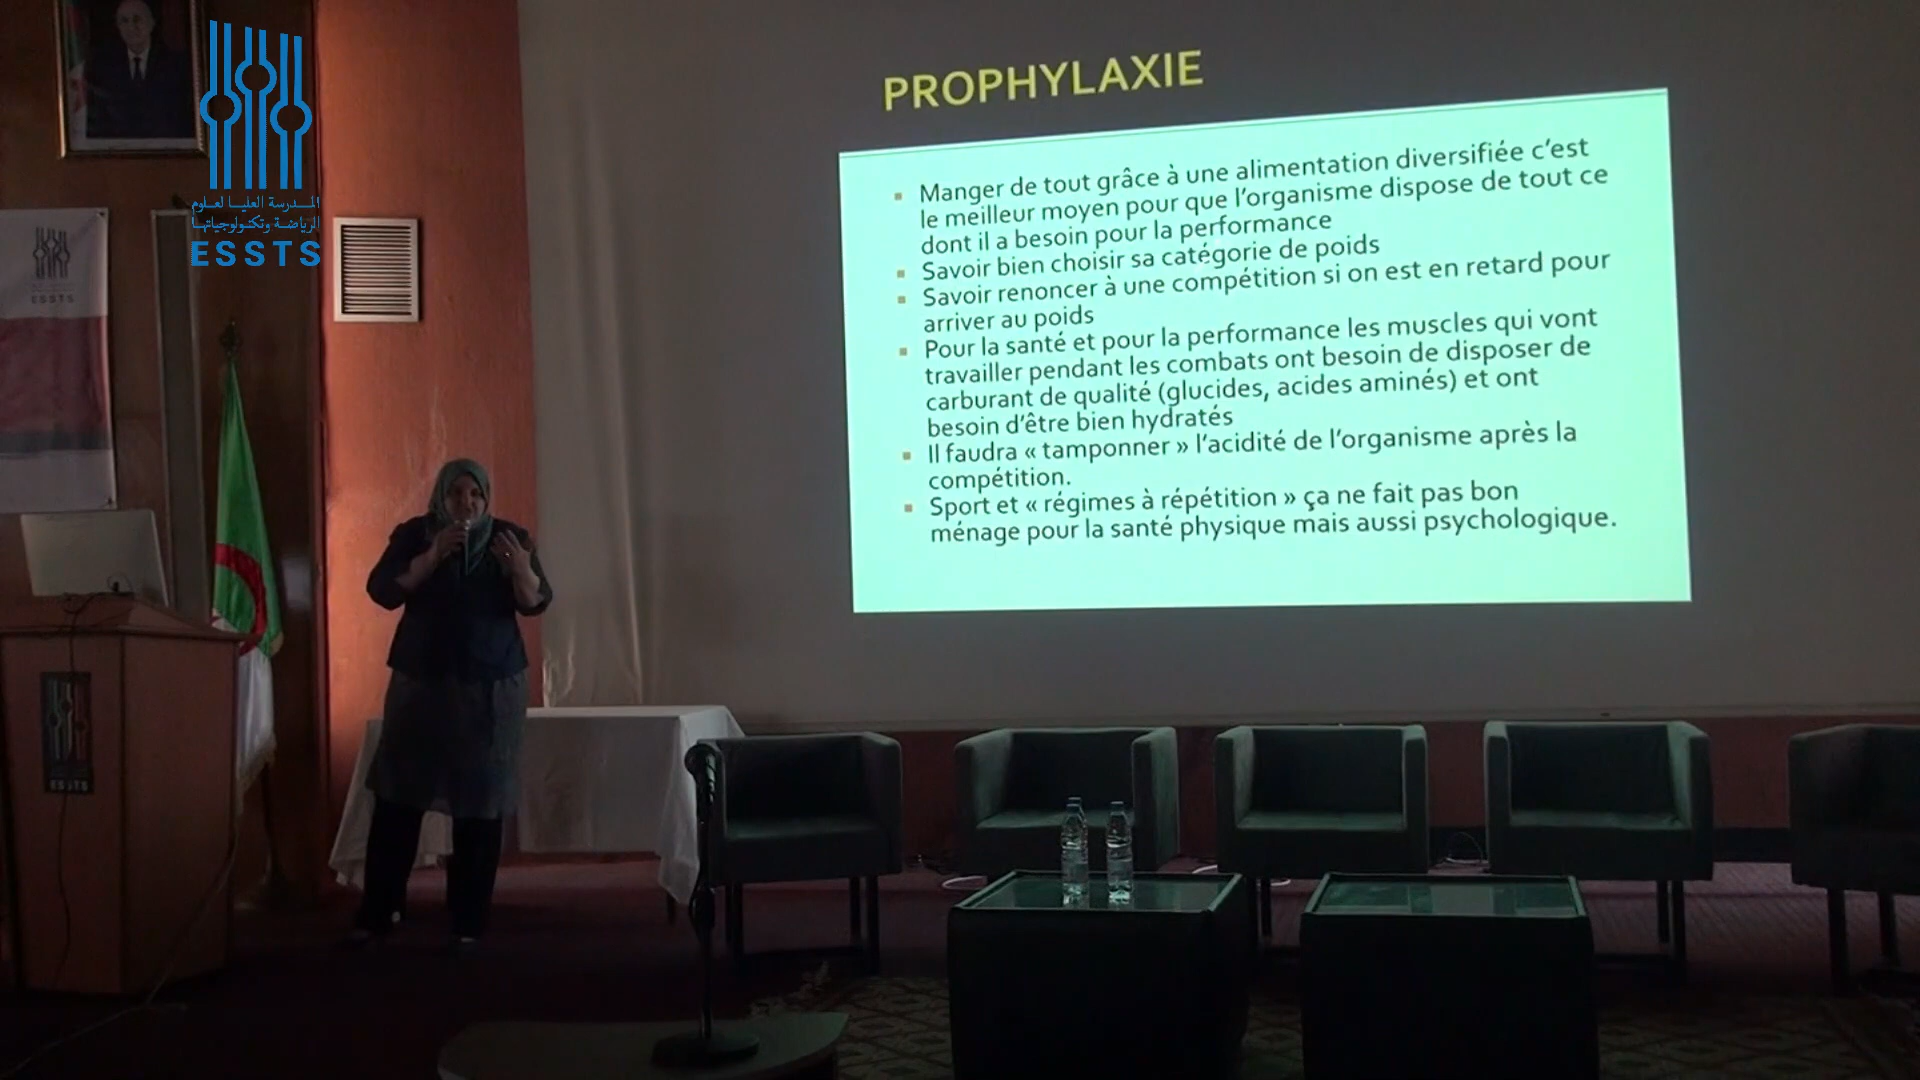 المدرسة العليا لعلوم
الرياضة وتكنولوجياتها
ESSTS
ESSTS
ESSTS
PROPHYLAXIE
Manger de tout grâce à une alimentation diversifiée c'est
le meilleur moyen pour que l'organisme dispose de tout ce
dont il a besoin pour la performance
Savoir bien choisir sa catégorie de poids
Savoir renoncer à une compétition si on est en retard pour
arriver au poids
Pour la santé et pour la performance les muscles qui vont
travailler pendant les combats ont besoin de disposer de
carburant de qualité (glucides, acides aminés) et ont
besoin d'être bien hydratés
Il faudra « tamponner » l'acidité de l'organisme après la
compétition.
Sport et « régimes à répétition » ça ne fait pas bon
ménage pour la santé physique mais aussi psychologique.